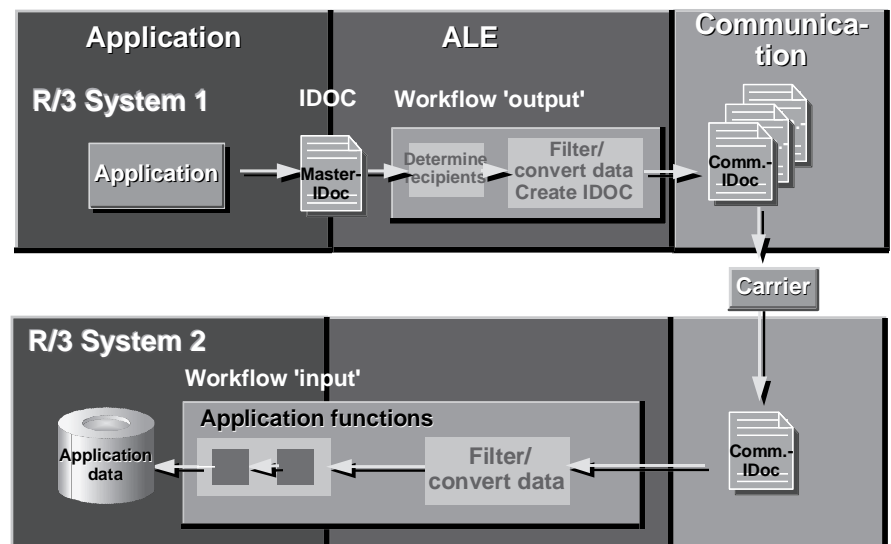 Application
ALE
Communica-
tion
R/3 System 1
IDOC
Workflow 'output'
Application
Master-
IDoc
Determine
recipients
Filter/
convert data
Create IDOC
Comm.-
IDoc
Carrier
R/3 System 2
Workflow 'input'
Application functions
Application
data
Filter/
convert data
Comm.-
IDoc